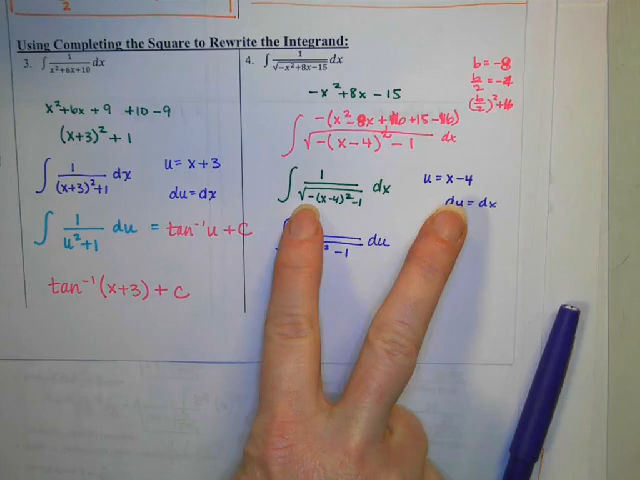 2
Using Completing the Square to Rewrite the Integrand:
3. ∫ 1/(x²+6x+10) dx
x²+6x+9 +10-9
(x+3)²+1
∫ 1/((x+3)²+1) dx u = x+3
du = dx
∫ 1/(u²+1) du = tan⁻¹u + C
tan⁻¹(x+3) + C
4. ∫ 1/√(-x²+8x-15) dx
b = -8
b/2 = -4
(b/2)² +16
-x²+8x-15
-(x²-8x+16+15-16)
∫ √(-(x-4)²-1) dx
∫ 1/√(-(x-4)²-1) dx u = x-4
du = dx
-1 du